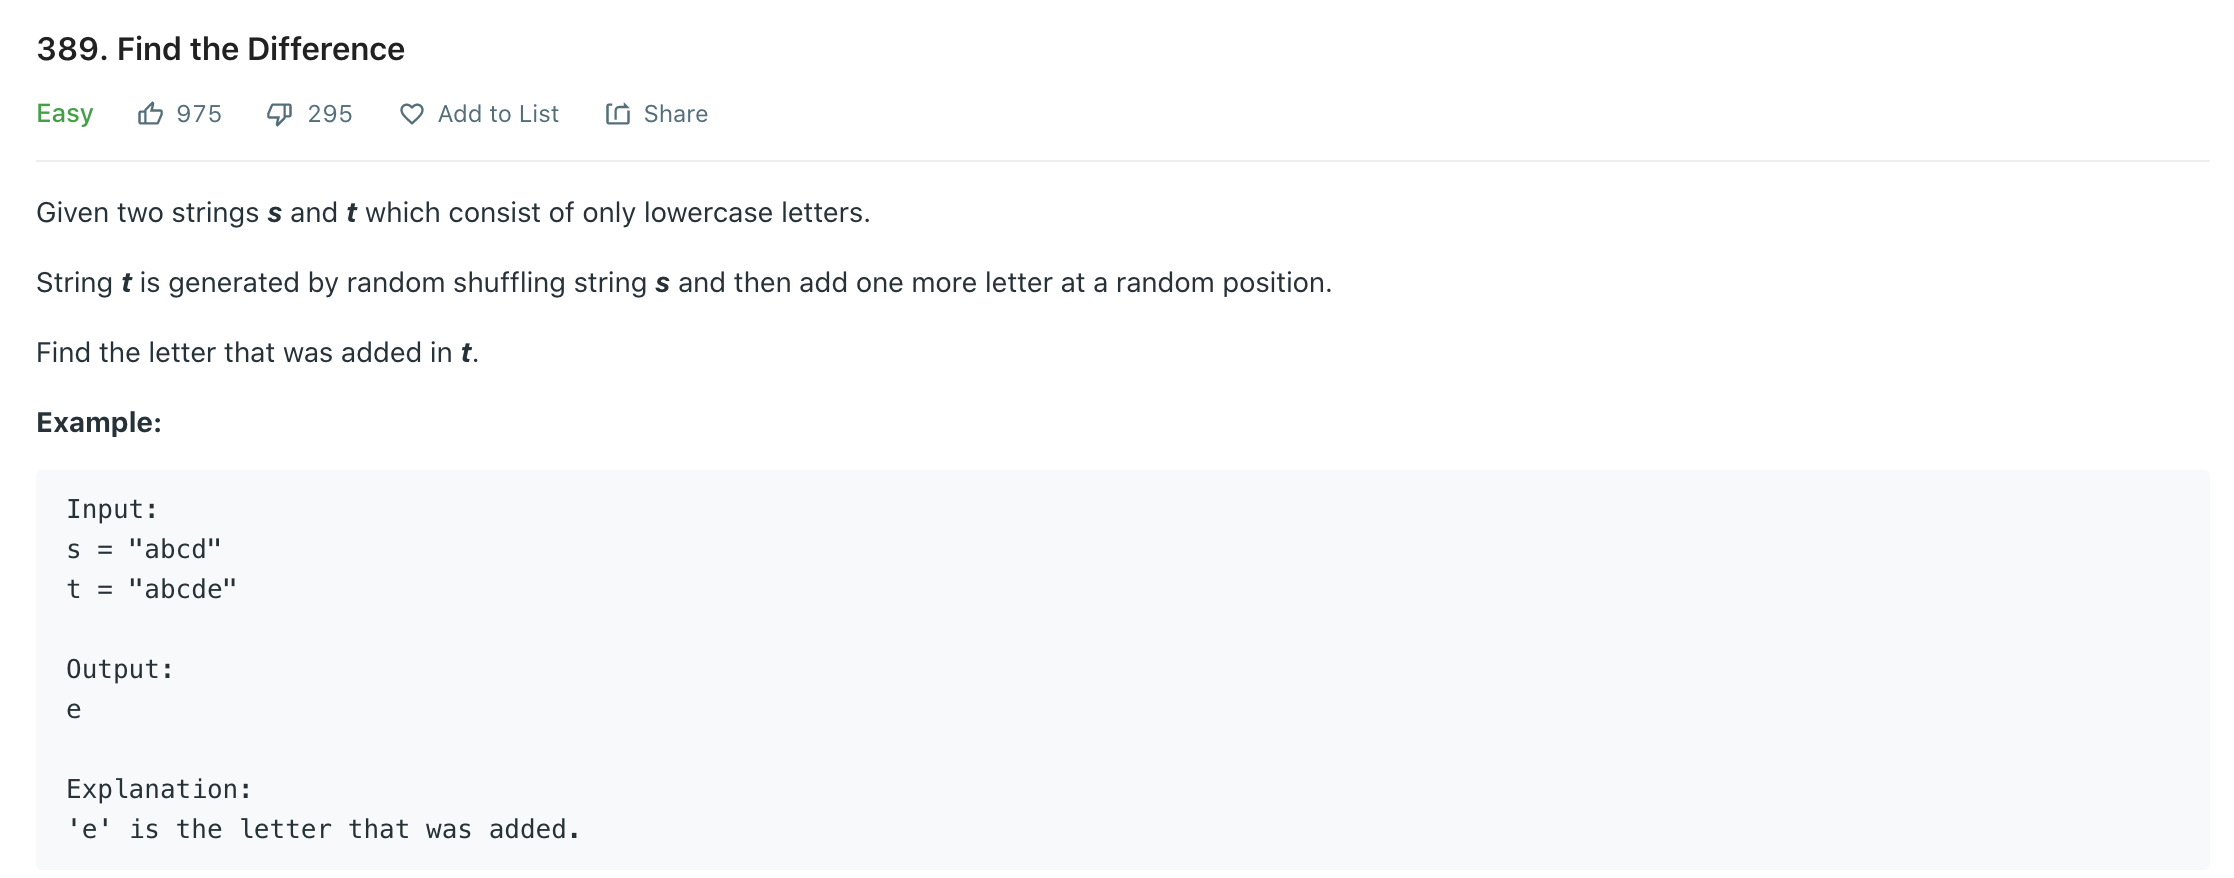 389. Find the Difference
Easy 975 295 Add to List Share
Given two strings s and t which consist of only lowercase letters.
String t is generated by random shuffling string s and then add one more letter at a random position.
Find the letter that was added in t.
Example:
Input:
s = "abcd"
t = "abcde"
Output:
e
Explanation:
'e' is the letter that was added.